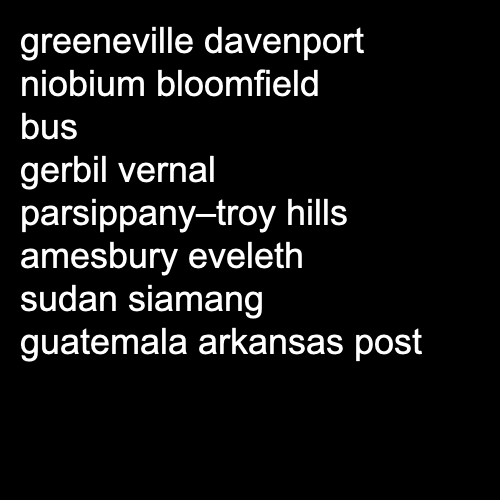 greeneville davenport
niobium bloomfield
bus
gerbil vernal
parsippany–troy hills
amesbury eveleth
sudan siamang
guatemala arkansas post